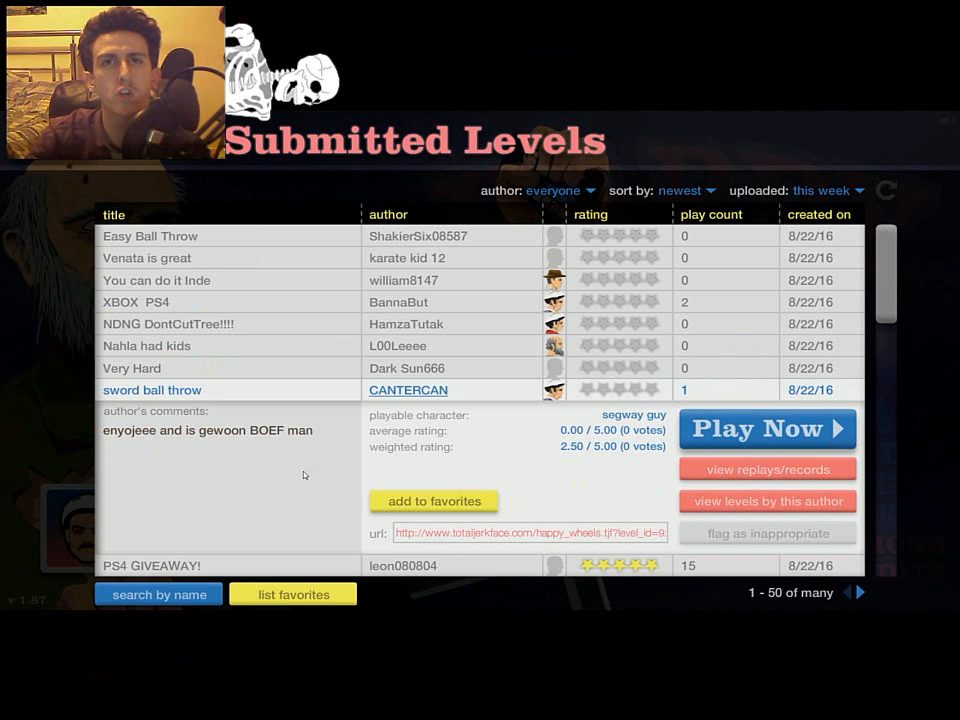 Submitted Levels
author: everyone sort by: newest uploaded: this week
title author rating play count created on
Easy Ball Throw ShakierSix08587 0 8/22/16
Venata is great karate kid 12 0 8/22/16
You can do it Inde william8147 0 8/22/16
XBOX PS4 BannaBut 2 8/22/16
NDNG DontCutTree!!!! HamzaTutak 0 8/22/16
Nahla had kids L00Leeee 0 8/22/16
Very Hard Dark Sun666 0 8/22/16
sword ball throw CANTERCAN 1 8/22/16
author's comments:
enyojeee and is gewoon BOEF man
playable character: segway guy
average rating: 0.00 / 5.00 (0 votes)
weighted rating: 2.50 / 5.00 (0 votes)
Play Now
view replays/records
add to favorites
view levels by this author
url: http://www.totaljerkface.com/happy_wheels.tjf?level_id=9
flag as inappropriate
PS4 GIVEAWAY! leon080804 15 8/22/16
search by name list favorites 1 - 50 of many
v 1.87